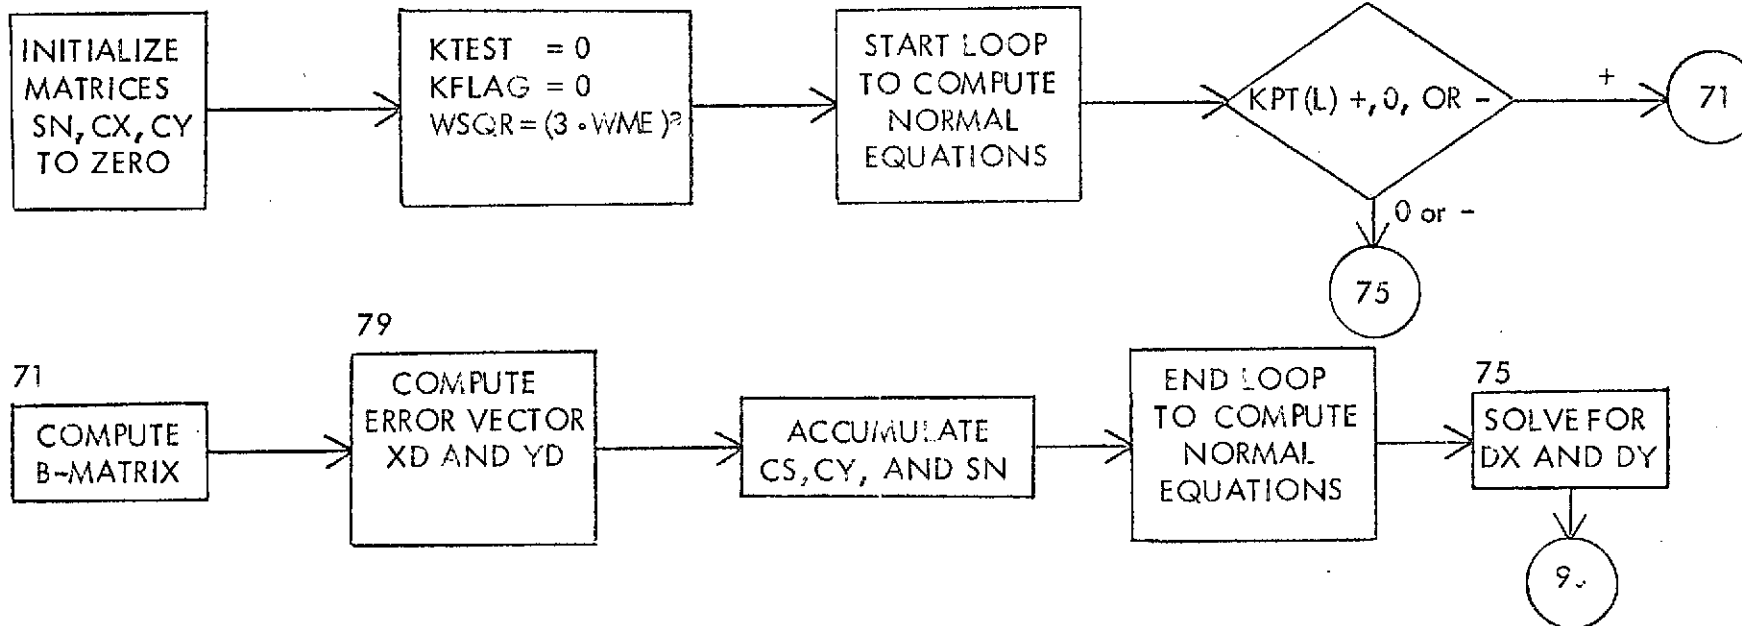 INITIALIZE
MATRICES
SN, CX, CY
TO ZERO
KTEST = 0
KFLAG = 0
WSQR = (3 • WME)²
START LOOP
TO COMPUTE
NORMAL
EQUATIONS
KPT(L) +, 0, OR -
+
71
0 or -
75
71
COMPUTE
B-MATRIX
79
COMPUTE
ERROR VECTOR
XD AND YD
ACCUMULATE
CS, CY, AND SN
END LOOP
TO COMPUTE
NORMAL
EQUATIONS
75
SOLVE FOR
DX AND DY